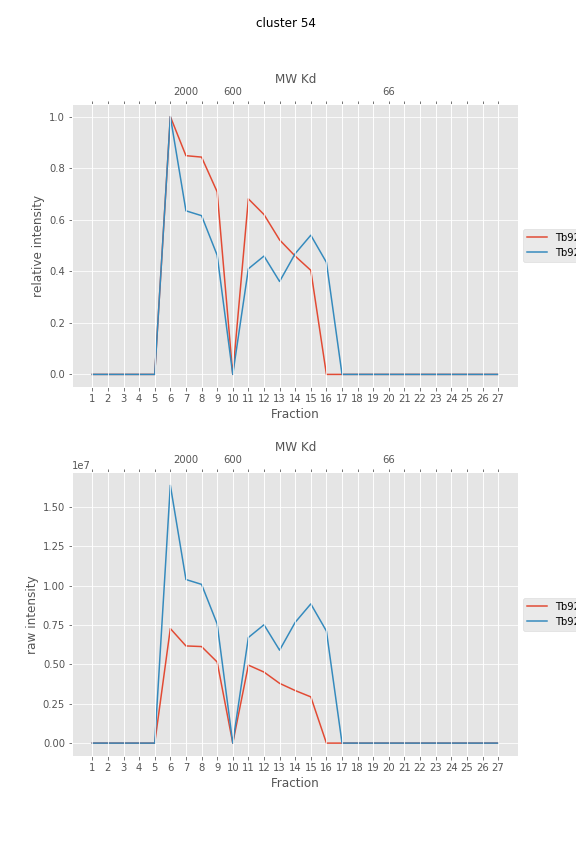 cluster 54
MW Kd
2000 600 66
1.0
0.8
0.6
0.4
0.2
0.0
relative intensity
Tb92
Tb92
1 2 3 4 5 6 7 8 9 10 11 12 13 14 15 16 17 18 19 20 21 22 23 24 25 26 27
Fraction
MW Kd
1e7
2000 600 66
1.50
1.25
1.00
0.75
0.50
0.25
0.00
raw intensity
Tb92
Tb92
1 2 3 4 5 6 7 8 9 10 11 12 13 14 15 16 17 18 19 20 21 22 23 24 25 26 27
Fraction